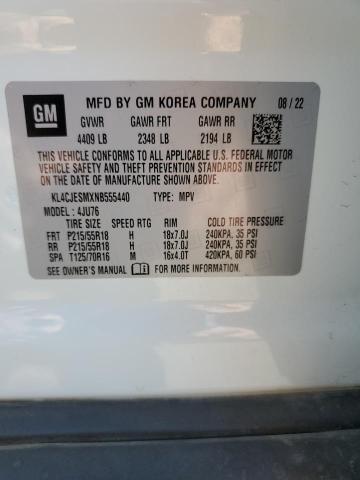 GM MFD BY GM KOREA COMPANY 08 / 22
GVWR GAWR FRT GAWR RR
4409 LB 2348 LB 2194 LB
THIS VEHICLE CONFORMS TO ALL APPLICABLE U.S. FEDERAL MOTOR
VEHICLE SAFETY AND THEFT PREVENTION STANDARDS IN EFFECT ON
THE DATE OF MANUFACTURE SHOWN ABOVE.
KL4CJESMXNB555440 TYPE: MPV
MODEL: 4JU76
TIRE SIZE SPEED RTG RIM COLD TIRE PRESSURE
FRT P215/55R18 H 18x7.0J 240KPA, 35 PSI
RR P215/55R18 H 18x7.0J 240KPA, 35 PSI
SPA T125/70R16 M 16x4.0T 420KPA, 60 PSI
SEE OWNER'S MANUAL FOR ADDITIONAL INFORMATION